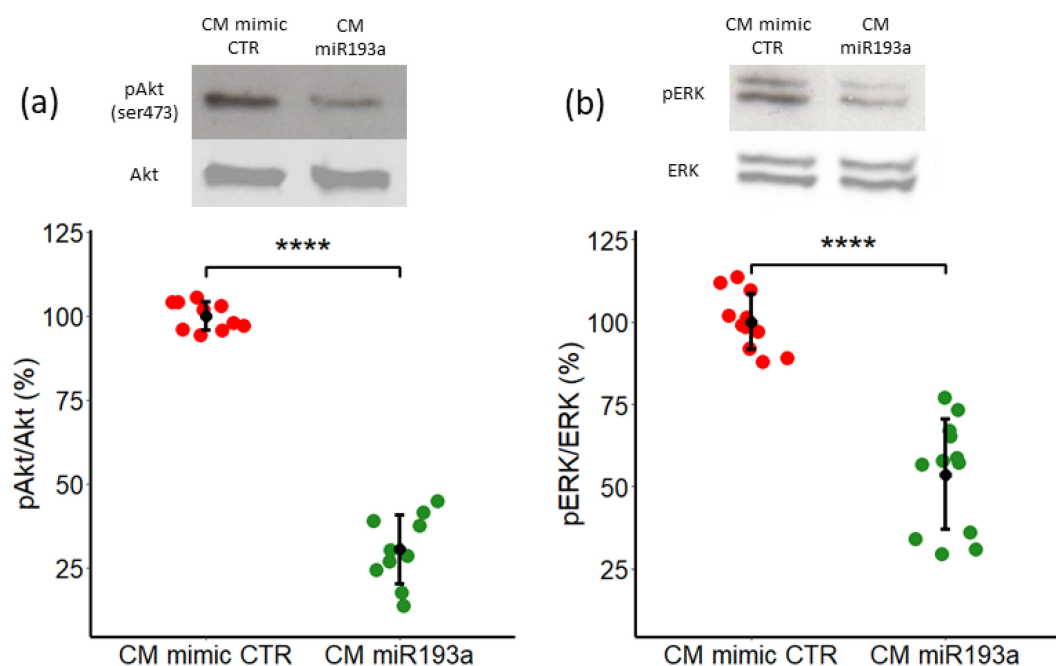 CM mimic
CTR
CM
miR193a
(a)
pAkt
(ser473)
Akt
125
100
75
50
25
pAkt/Akt (%)
****
CM mimic CTR
CM miR193a
CM mimic
CTR
CM
miR193a
(b)
pERK
ERK
125
100
75
50
25
pERK/ERK (%)
****
CM mimic CTR
CM miR193a